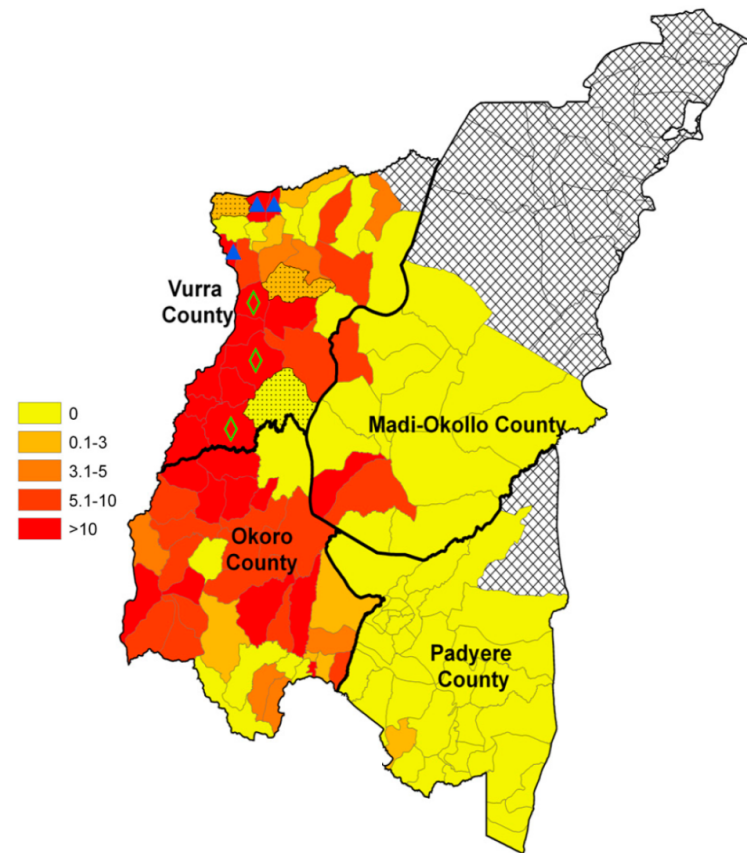 Vurra
County
0
0.1-3
3.1-5
5.1-10
>10
Madi-Okollo County
Okoro
County
Padyere
County